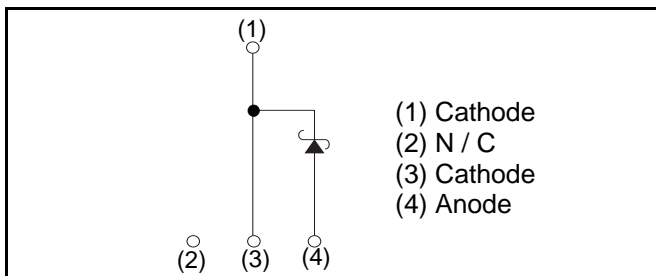 (1)
(1) Cathode
(2) N / C
(3) Cathode
(4) Anode
(2) (3) (4)